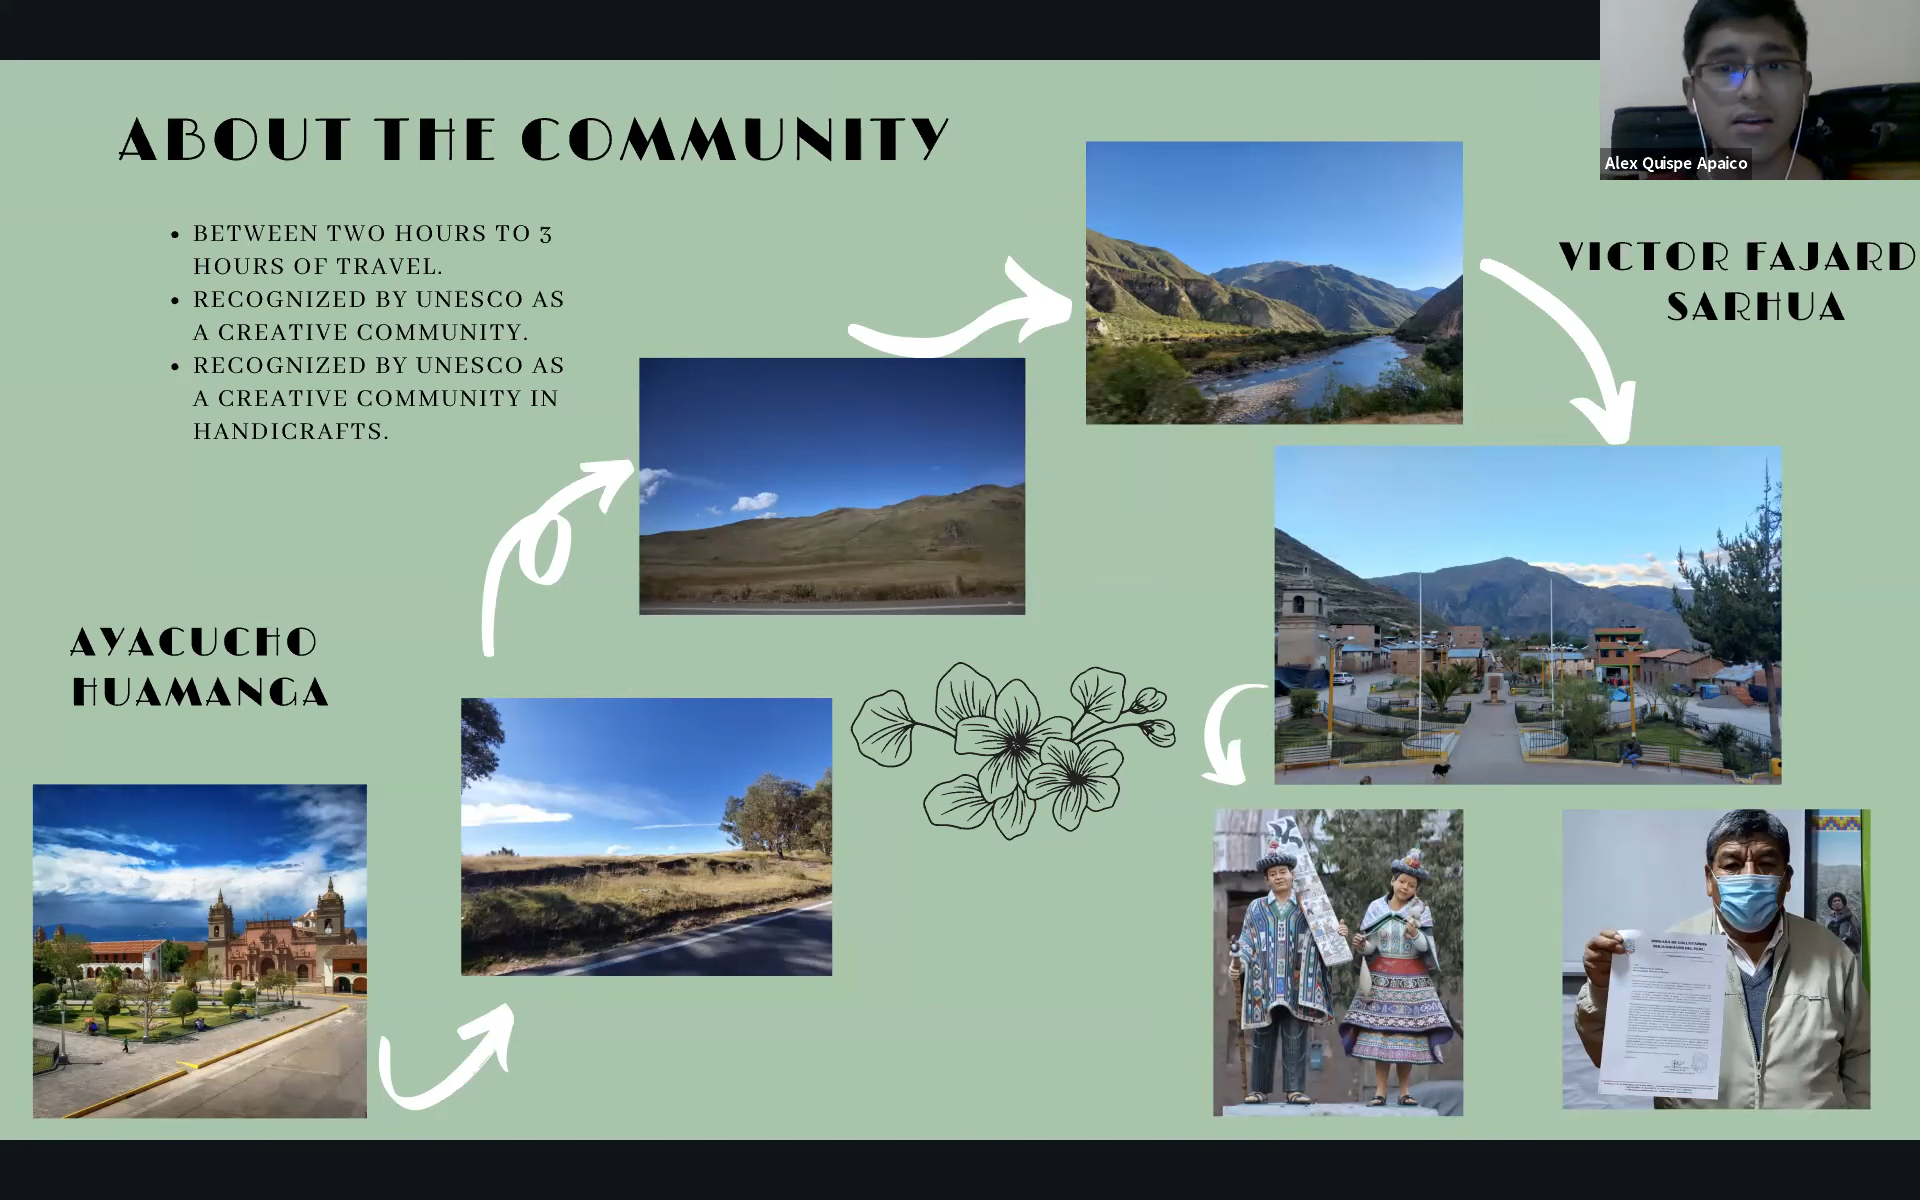 ABOUT THE COMMUNITY
• BETWEEN TWO HOURS TO 3
HOURS OF TRAVEL.
• RECOGNIZED BY UNESCO AS
A CREATIVE COMMUNITY.
• RECOGNIZED BY UNESCO AS
A CREATIVE COMMUNITY IN
HANDICRAFTS.
Alex Quispe Apaico
VICTOR FAJARD
SARHUA
AYACUCHO
HUAMANGA